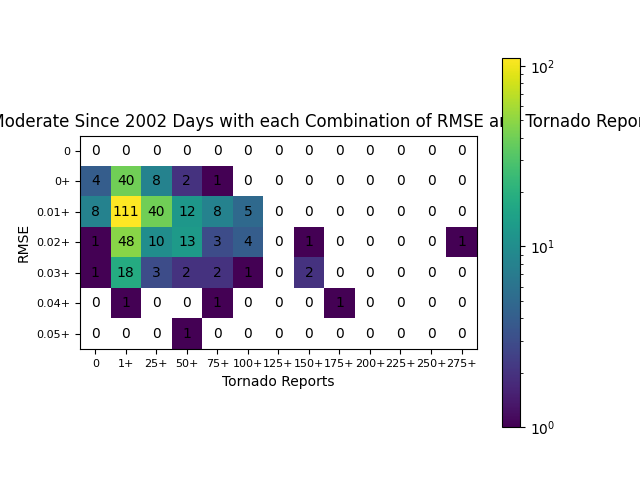 Moderate Since 2002 Days with each Combination of RMSE and Tornado Repor
RMSE
0 0 0 0 0 0 0 0 0 0 0 0 0 0
0+ 4 40 8 2 1 0 0 0 0 0 0 0 0
0.01+ 8 111 40 12 8 5 0 0 0 0 0 0 0
0.02+ 1 48 10 13 3 4 0 1 0 0 0 0 1
0.03+ 1 18 3 2 2 1 0 2 0 0 0 0 0
0.04+ 0 1 0 0 1 0 0 0 1 0 0 0 0
0.05+ 0 0 0 1 0 0 0 0 0 0 0 0 0
0 1+ 25+ 50+ 75+ 100+ 125+ 150+ 175+ 200+ 225+ 250+ 275+
Tornado Reports
10²
10¹
10⁰